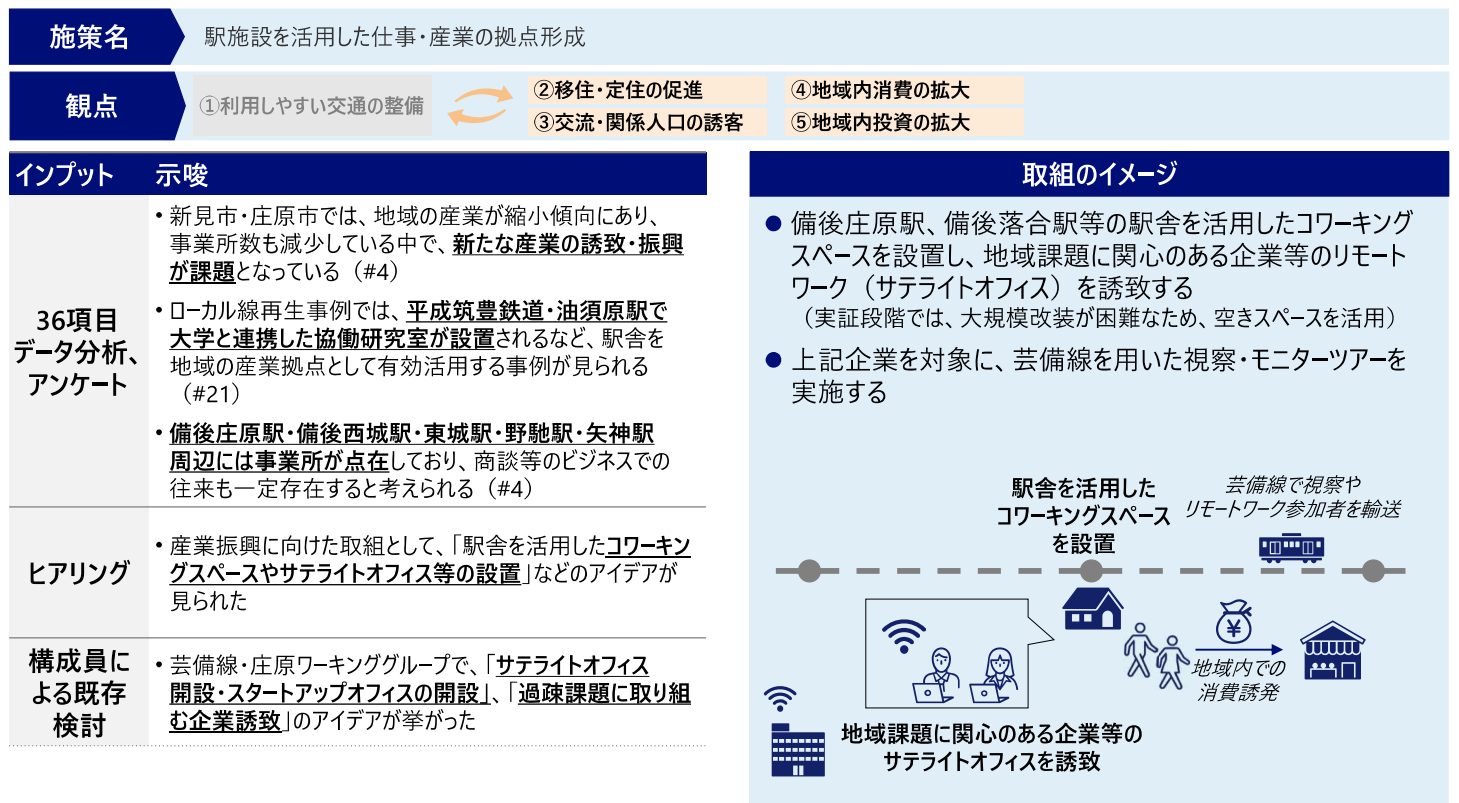 施策名
駅施設を活用した仕事・産業の拠点形成
観点
①利用しやすい交通の整備
②移住・定住の促進
④地域内消費の拡大
③交流・関係人口の誘客
⑤地域内投資の拡大
インプット
示唆
36項目
データ分析、
アンケート
• 新見市・庄原市では、地域の産業が縮小傾向にあり、
事業所数も減少している中で、新たな産業の誘致・振興
が課題となっている（#4）
• ローカル線再生事例では、平成筑豊鉄道・油須原駅で
大学と連携した協働研究室が設置されるなど、駅舎を
地域の産業拠点として有効活用する事例が見られる
（#21）
• 備後庄原駅・備後西城駅・東城駅・野馳駅・矢神駅
周辺には事業所が点在しており、商談等のビジネスでの
往来も一定存在すると考えられる（#4）
ヒアリング
• 産業振興に向けた取組として、「駅舎を活用したコワーキン
グスペースやサテライトオフィス等の設置」などのアイデアが
見られた
構成員に
よる既存
検討
• 芸備線・庄原ワーキンググループで、「サテライトオフィス
開設・スタートアップオフィスの開設」、「過疎課題に取り組
む企業誘致」のアイデアが挙がった
取組のイメージ
● 備後庄原駅、備後落合駅等の駅舎を活用したコワーキング
スペースを設置し、地域課題に関心のある企業等のリモート
ワーク（サテライトオフィス）を誘致する
（実証段階では、大規模改装が困難なため、空きスペースを活用）
● 上記企業を対象に、芸備線を用いた視察・モニターツアーを
実施する
駅舎を活用した
コワーキングスペース
を設置
芸備線で視察や
リモートワーク参加者を輸送
¥
地域内での
消費誘発
地域課題に関心のある企業等の
サテライトオフィスを誘致